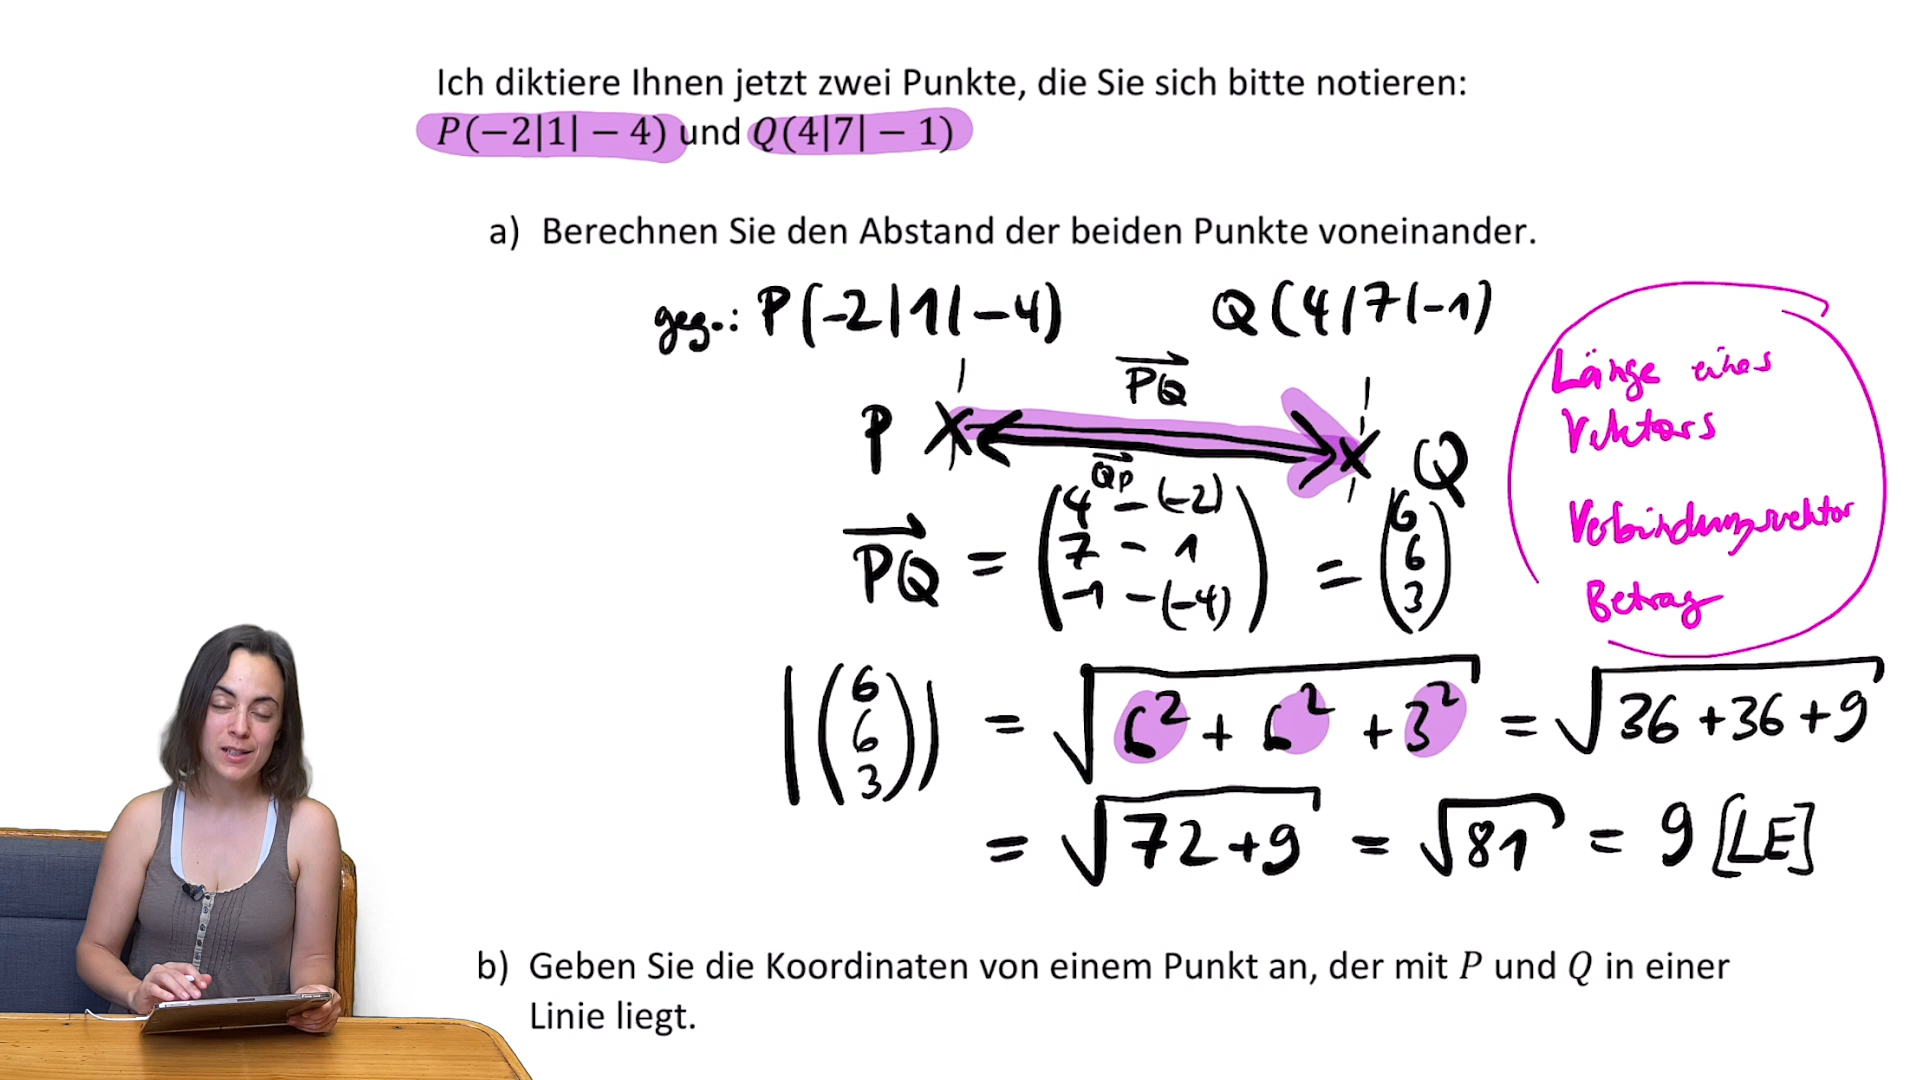 Ich diktiere Ihnen jetzt zwei Punkte, die Sie sich bitte notieren:
P(−2|1| − 4) und Q(4|7| − 1)
a) Berechnen Sie den Abstand der beiden Punkte voneinander.
geg.: P(-2|1|-4) Q(4|7|-1)
PQ
P Q
QP
PQ = (4 - (-2) 7 - 1 -1 - (-4)) = (6 6 3)
|(6 6 3)| = √6² + 6² + 3² = √36 + 36 + 9
= √72 + 9 = √81 = 9 [LE]
Länge eines
Vektors
Verbindungsvektor
Betrag
b) Geben Sie die Koordinaten von einem Punkt an, der mit P und Q in einer
Linie liegt.